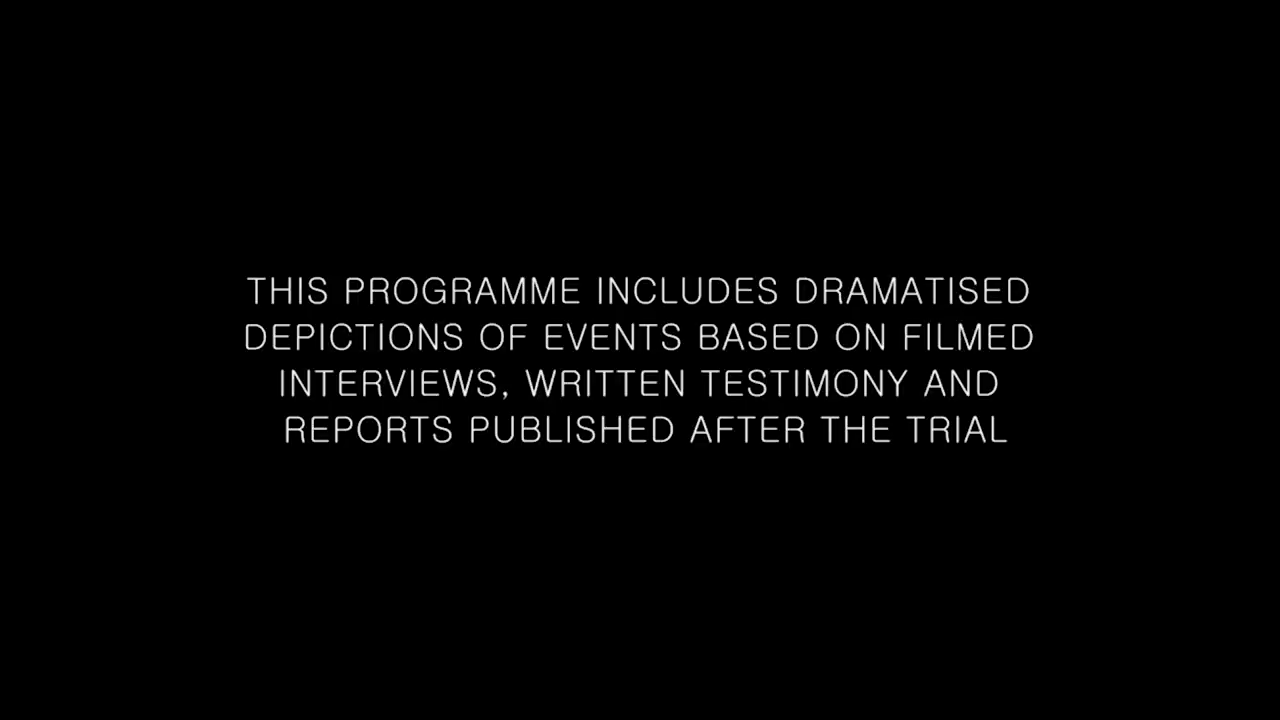 THIS PROGRAMME INCLUDES DRAMATISED
DEPICTIONS OF EVENTS BASED ON FILMED
INTERVIEWS, WRITTEN TESTIMONY AND
REPORTS PUBLISHED AFTER THE TRIAL